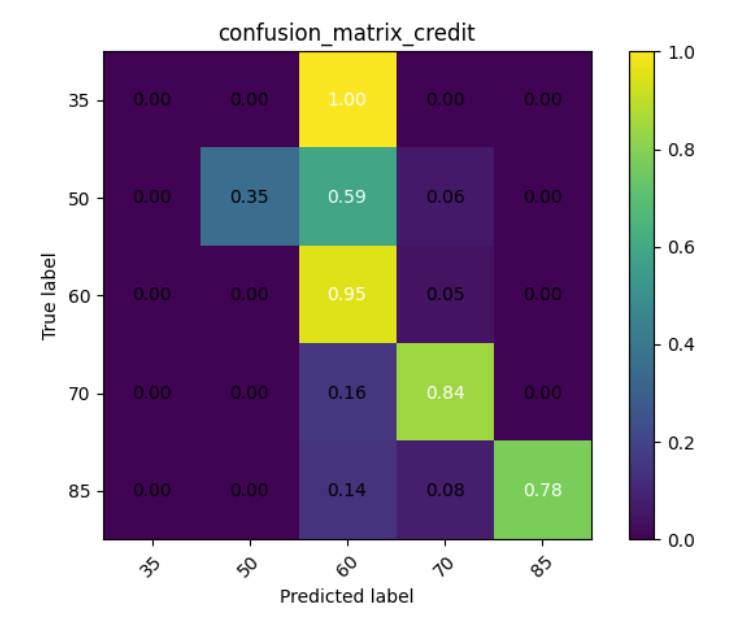 confusion_matrix_credit
35 0.00 0.00 1.00 0.00 0.00
50 0.00 0.35 0.59 0.06 0.00
60 0.00 0.00 0.95 0.05 0.00
70 0.00 0.00 0.16 0.84 0.00
85 0.00 0.00 0.14 0.08 0.78
35 50 60 70 85
True label
Predicted label
1.0
0.8
0.6
0.4
0.2
0.0